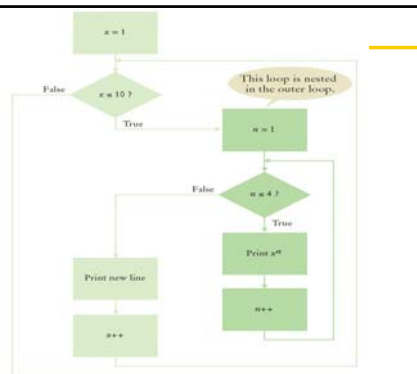 x = 1
False
x ≤ 10 ?
True
This loop is nested
in the outer loop.
n = 1
False
n ≤ 4 ?
True
Print new line
Print xⁿ
x++
n++